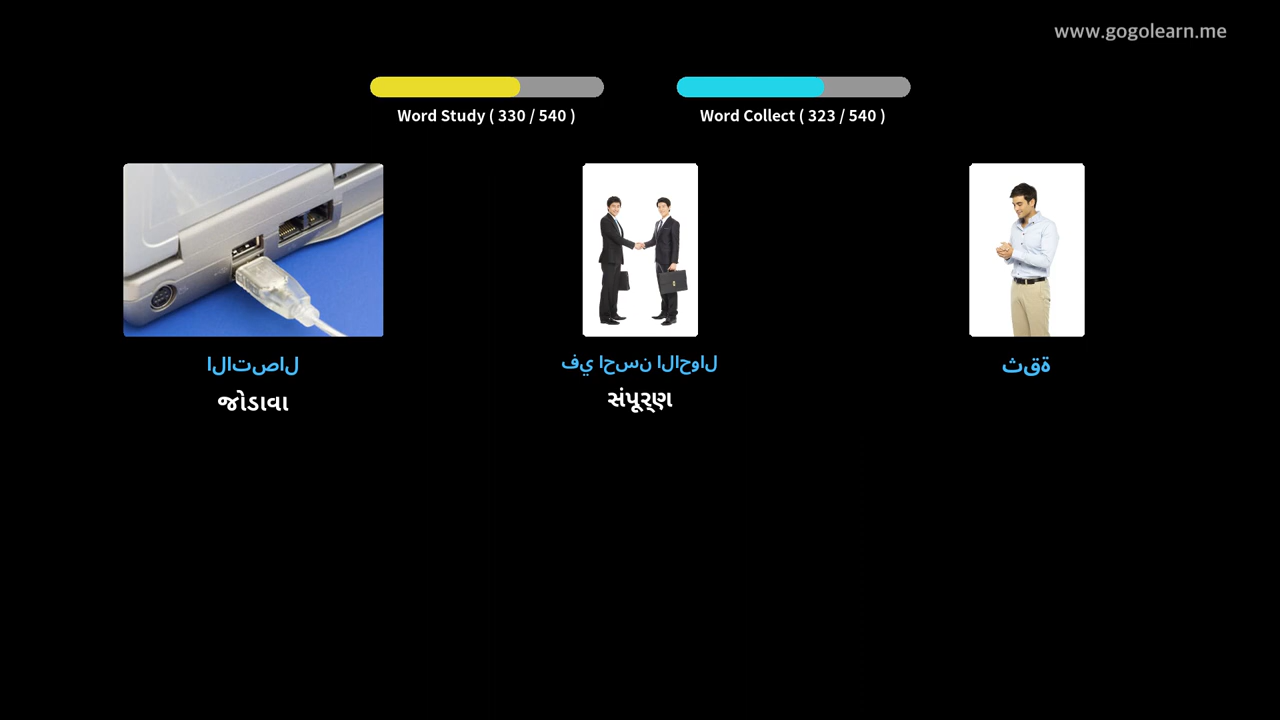 www.gogolearn.me
Word Study ( 330 / 540 )
Word Collect ( 323 / 540 )
الاتصال
في احسن الاحوال
ثقة
જોડાવા
સંપૂર્ણ